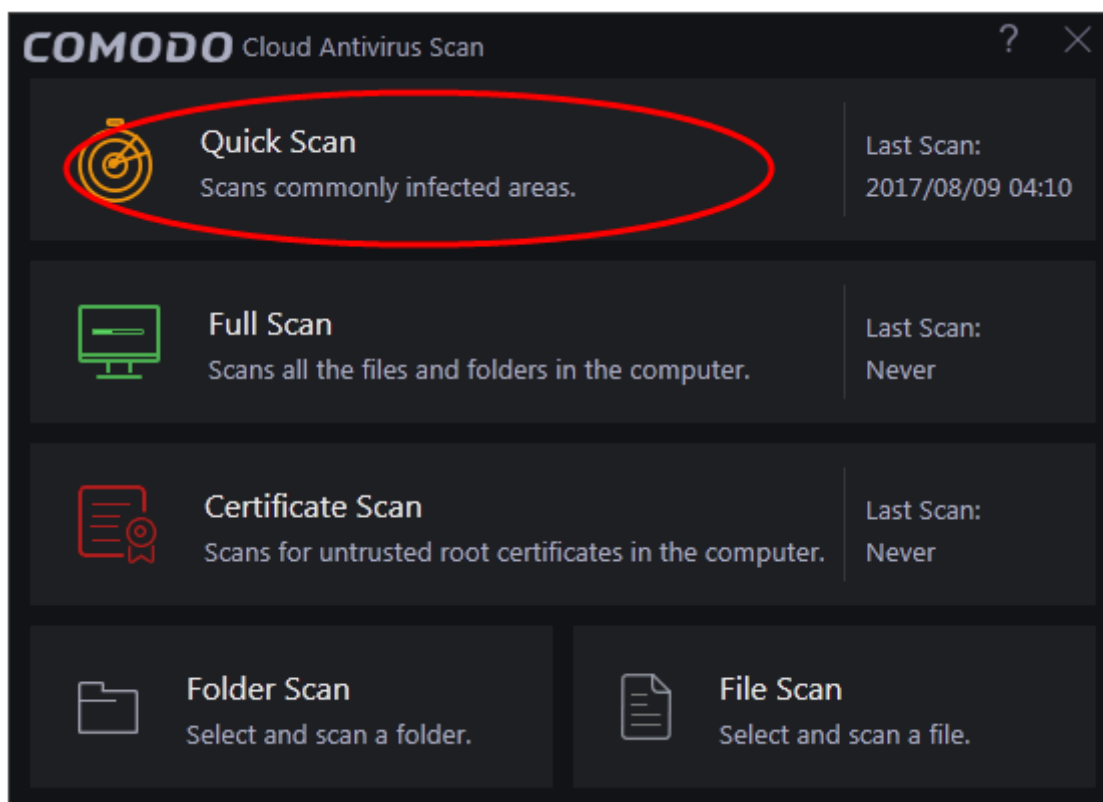 COMODO Cloud Antivirus Scan ?
Quick Scan
Scans commonly infected areas.
Last Scan:
2017/08/09 04:10
Full Scan
Scans all the files and folders in the computer.
Last Scan:
Never
Certificate Scan
Scans for untrusted root certificates in the computer.
Last Scan:
Never
Folder Scan
Select and scan a folder.
File Scan
Select and scan a file.